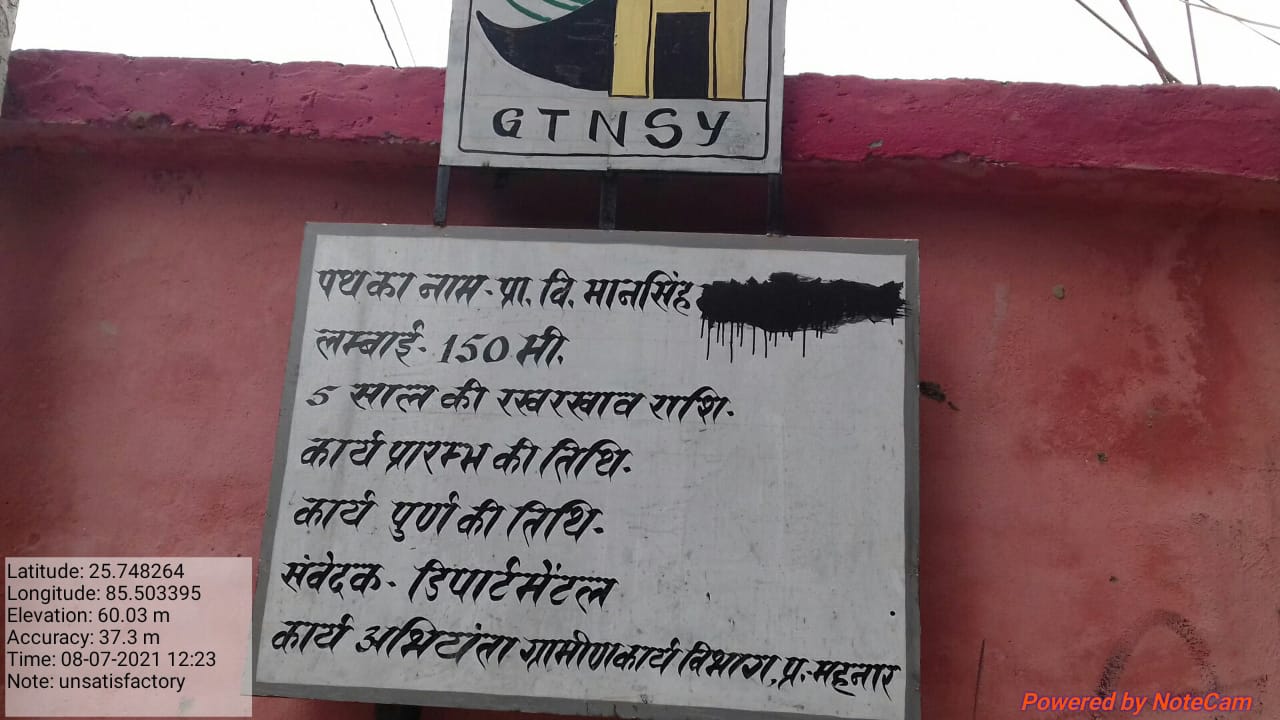 GTNSY
पथ का नाम - प्रा. वि. मानसिंह
लम्बाई - 150 मी.
5 साल की रखरखाव राशि -
कार्य प्रारम्भ की तिथि -
कार्य पुर्ण की तिथि -
संवेदक - डिपार्टमेंटल
कार्य अभियंता ग्रामीण कार्य विभाग, प्र.- महनार
Latitude: 25.748264
Longitude: 85.503395
Elevation: 60.03 m
Accuracy: 37.3 m
Time: 08-07-2021 12:23
Note: unsatisfactory
Powered by NoteCam